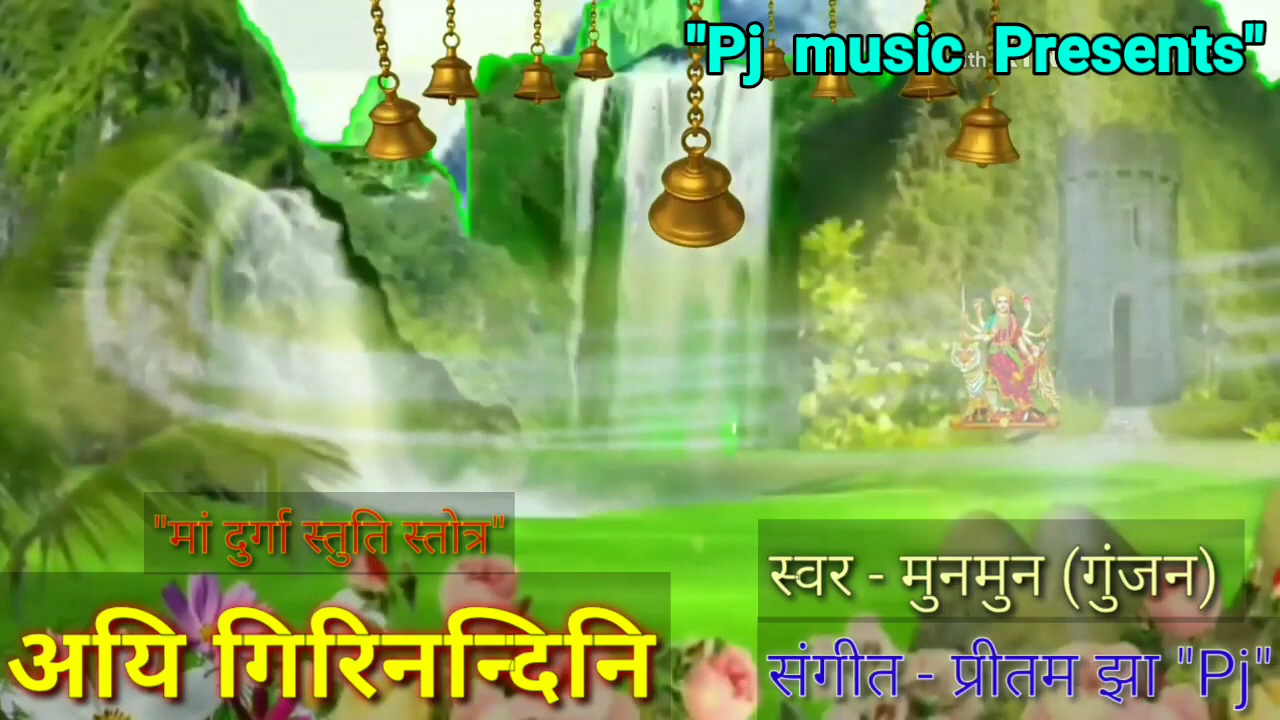 "Pj music Presents"
"मां दुर्गा स्तुति स्तोत्र"
अयि गिरिनन्दिनि
स्वर - मुनमुन (गुंजन)
संगीत - प्रीतम झा "Pj"